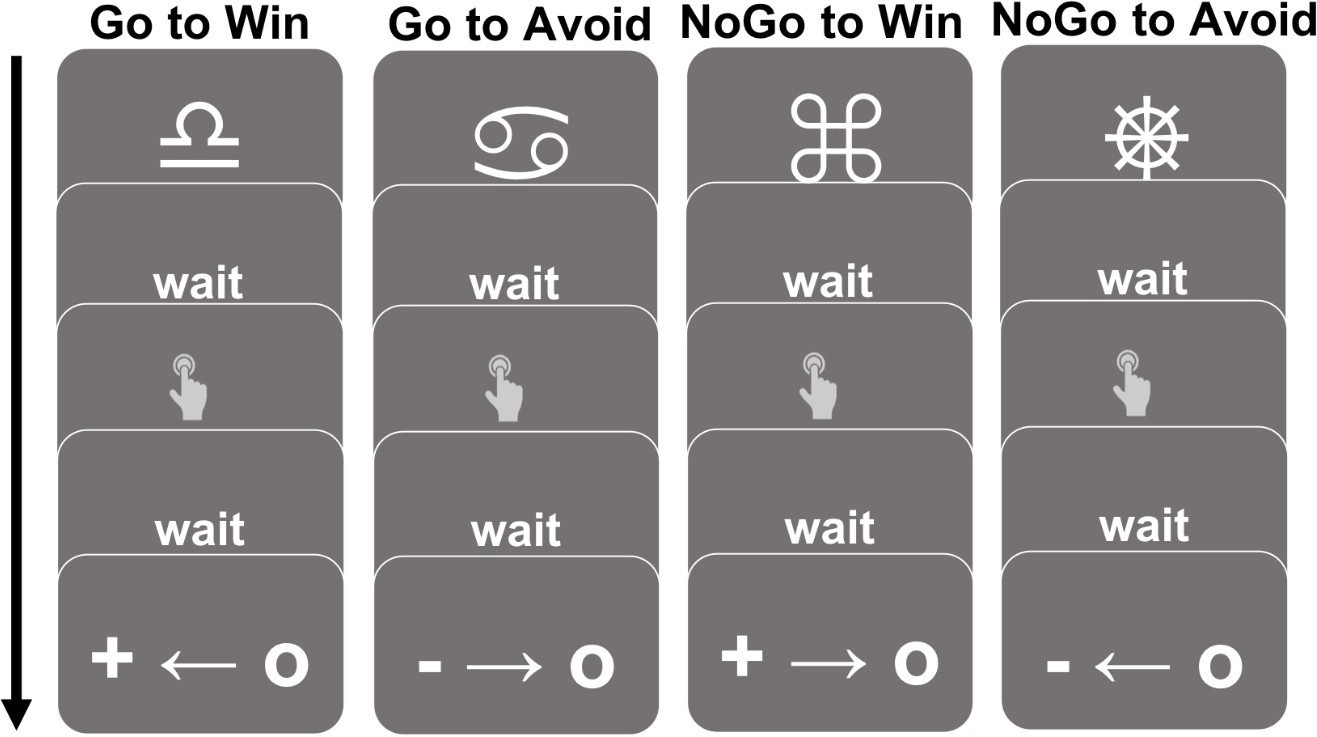 Go to Win
Go to Avoid
NoGo to Win
NoGo to Avoid
wait
wait
wait
wait
wait
wait
wait
wait
+ ← o
- → o
+ → o
- ← o